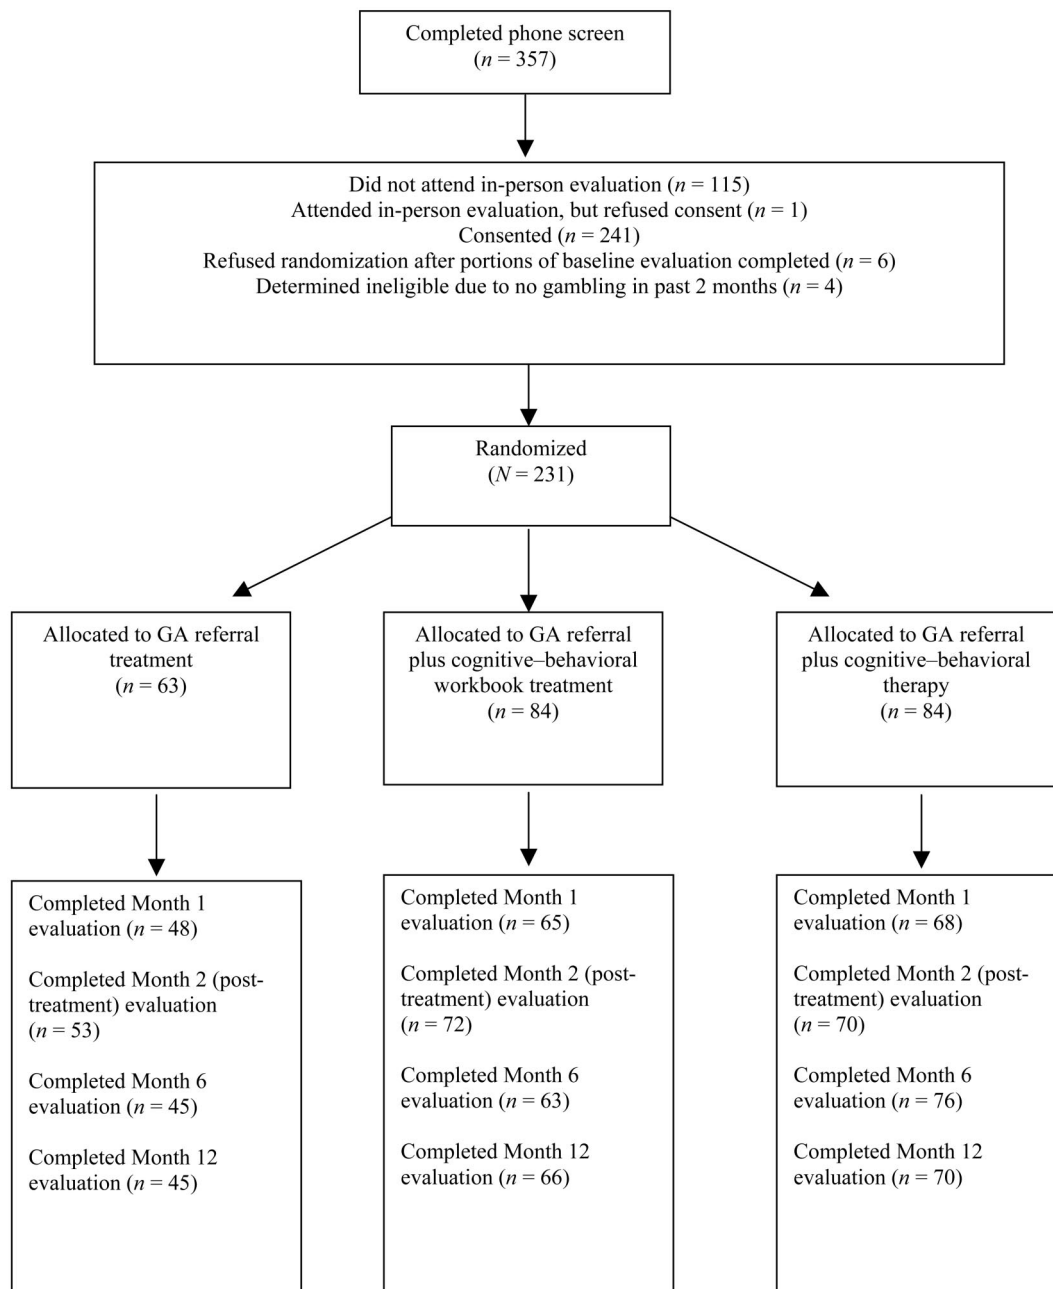 Completed phone screen
(n = 357)
Did not attend in-person evaluation (n = 115)
Attended in-person evaluation, but refused consent (n = 1)
Consented (n = 241)
Refused randomization after portions of baseline evaluation completed (n = 6)
Determined ineligible due to no gambling in past 2 months (n = 4)
Randomized
(N = 231)
Allocated to GA referral
treatment
(n = 63)
Allocated to GA referral
plus cognitive–behavioral
workbook treatment
(n = 84)
Allocated to GA referral
plus cognitive–behavioral
therapy
(n = 84)
Completed Month 1
evaluation (n = 48)
Completed Month 2 (post-
treatment) evaluation
(n = 53)
Completed Month 6
evaluation (n = 45)
Completed Month 12
evaluation (n = 45)
Completed Month 1
evaluation (n = 65)
Completed Month 2 (post-
treatment) evaluation
(n = 72)
Completed Month 6
evaluation (n = 63)
Completed Month 12
evaluation (n = 66)
Completed Month 1
evaluation (n = 68)
Completed Month 2 (post-
treatment) evaluation
(n = 70)
Completed Month 6
evaluation (n = 76)
Completed Month 12
evaluation (n = 70)